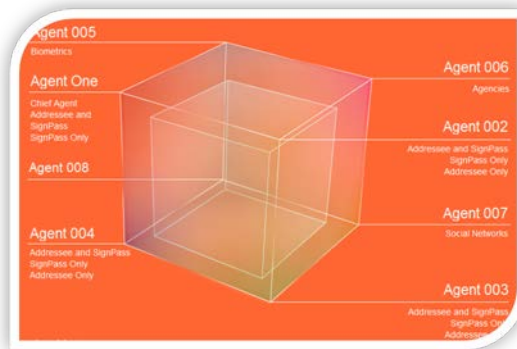 Agent 005
Biometrics
Agent One
Chief Agent
Addressee and
SignPass
SignPass Only
Agent 008
Agent 004
Addressee and SignPass
SignPass Only
Addressee Only
Agent 006
Agencies
Agent 002
Addressee and SignPass
SignPass Only
Addressee Only
Agent 007
Social Networks
Agent 003
Addressee and SignPass
SignPass Only